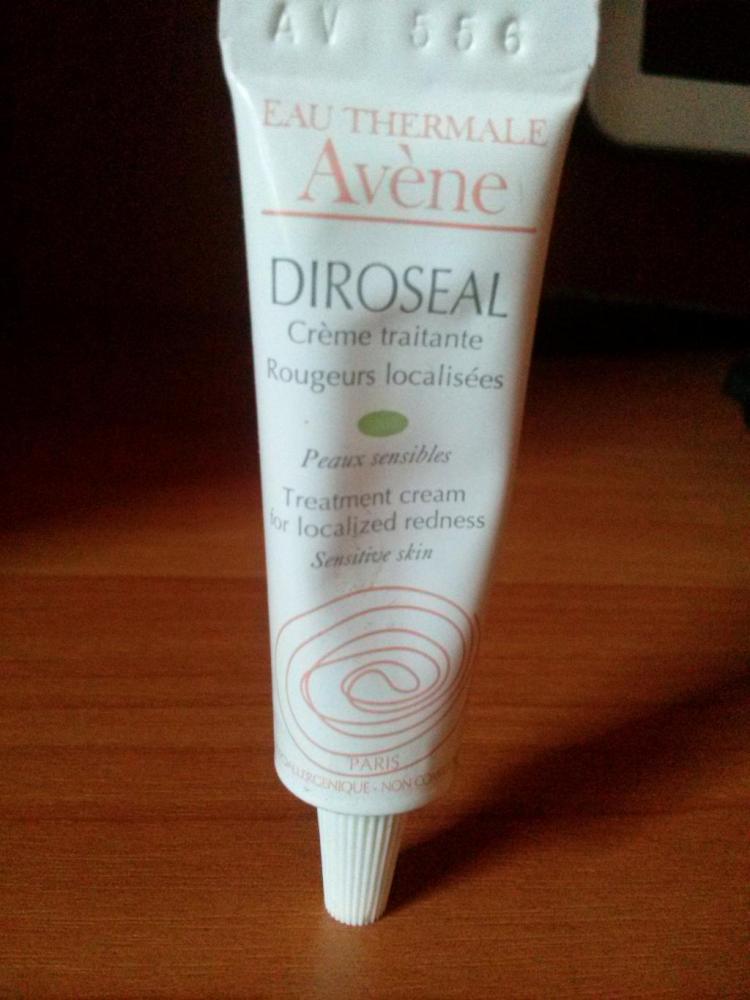 AV 556
EAU THERMALE
Avène
DIROSEAL
Crème traitante
Rougeurs localisées
Peaux sensibles
Treatment cream
for localized redness
Sensitive skin
PARIS
NON